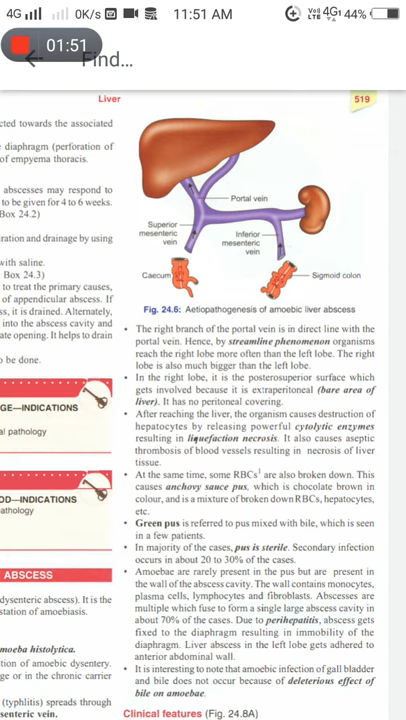 4G 0K/s 11:51 AM 4G 44%
01:51
Find...
Liver 519
cted towards the associated
diaphragm (perforation of
of empyema thoracis.
abscesses may respond to
to be given for 4 to 6 weeks.
Box 24.2)
ration and drainage by using
with saline.
Box 24.3)
to treat the primary causes,
of appendicular abscess. If
ss, it is drained. Alternately,
into the abscess cavity and
ate opening. It helps to drain
o be done.
GE—INDICATIONS
al pathology
OD—INDICATIONS
pathology
ABSCESS
dysenteric abscess). It is the
station of amoebiasis.
moeba histolytica.
tion of amoebic dysentery.
ge or in the chronic carrier
(typhilitis) spreads through
senteric vein.
Portal vein
Superior
mesenteric
vein
Inferior
mesenteric
vein
Caecum
Sigmoid colon
Fig. 24.6: Aetiopathogenesis of amoebic liver abscess
• The right branch of the portal vein is in direct line with the
portal vein. Hence, by streamline phenomenon organisms
reach the right lobe more often than the left lobe. The right
lobe is also much bigger than the left lobe.
• In the right lobe, it is the posterosuperior surface which
gets involved because it is extraperitoneal (bare area of
liver). It has no peritoneal covering.
• After reaching the liver, the organism causes destruction of
hepatocytes by releasing powerful cytolytic enzymes
resulting in liquefaction necrosis. It also causes aseptic
thrombosis of blood vessels resulting in necrosis of liver
tissue.
• At the same time, some RBCs¹ are also broken down. This
causes anchovy sauce pus, which is chocolate brown in
colour, and is a mixture of broken down RBCs, hepatocytes,
etc.
• Green pus is referred to pus mixed with bile, which is seen
in a few patients.
• In majority of the cases, pus is sterile. Secondary infection
occurs in about 20 to 30% of the cases.
• Amoebae are rarely present in the pus but are present in
the wall of the abscess cavity. The wall contains monocytes,
plasma cells, lymphocytes and fibroblasts. Abscesses are
multiple which fuse to form a single large abscess cavity in
about 70% of the cases. Due to perihepatitis, abscess gets
fixed to the diaphragm resulting in immobility of the
diaphragm. Liver abscess in the left lobe gets adhered to
anterior abdominal wall.
• It is interesting to note that amoebic infection of gall bladder
and bile does not occur because of deleterious effect of
bile on amoebae.
Clinical features (Fig. 24.8A)